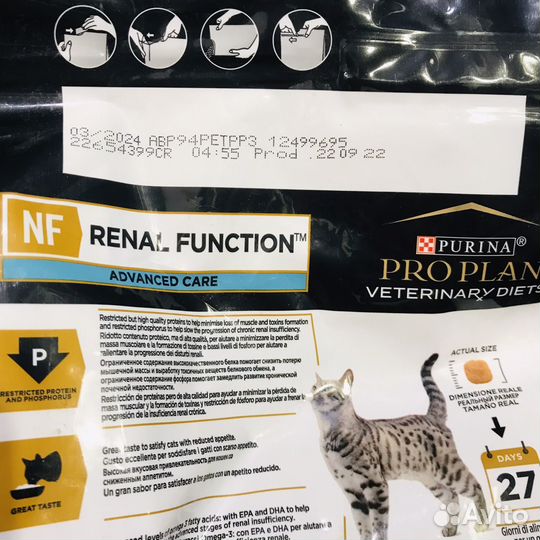 03/2024 ABP94PETPP3 12499695
22654399CR 04:55 Prod .22 09 22
NF RENAL FUNCTION™
ADVANCED CARE
PURINA®
PRO PLAN
VETERINARY DIETS
P
RESTRICTED PROTEIN
AND PHOSPHORUS
Restricted but high quality proteins to help minimise loss of muscle and toxins formation
and restricted phosphorus to help slow the progression of chronic renal insufficiency.
Ridotto contenuto proteico, ma di alta qualità, per aiutare a minimizzare la perdita di
massa muscolare e la formazione di tossine e bassi livelli di fosforo per aiutare a
rallentare la progressione dei disturbi renali.
Ограниченное содержание высококачественного белка помогает снизить потерю
мышечной массы и выработку токсичных веществ белкового обмена, а
ограниченное содержание фосфора помогает замедлить развитие хронической
почечной недостаточности.
Restricción de proteínas pero de alta calidad para ayudar a minimizar la pérdida de
masa muscular y la formación de toxinas y restricción de fósforo para ayudar a frenar la
progresión de la insuficiencia renal crónica.
ACTUAL SIZE
DIMENSIONE REALE
РЕАЛЬНЫЙ РАЗМЕР
TAMAÑO REAL
GREAT TASTE
Great taste to satisfy cats with reduced appetite.
Gusto eccellente per soddisfare i gatti con scarso appetito.
Высокая вкусовая привлекательность для кошек со
сниженным аппетитом.
Un gran sabor para satisfacer a los gatos con un apetito reducido.
DAYS
27
Giorni di
levels of omega-3 fatty acids: with EPA and DHA to help
advanced stages of renal insufficiency.
omega-3: con EPA e DHA per aiutare a
renale.
Avito